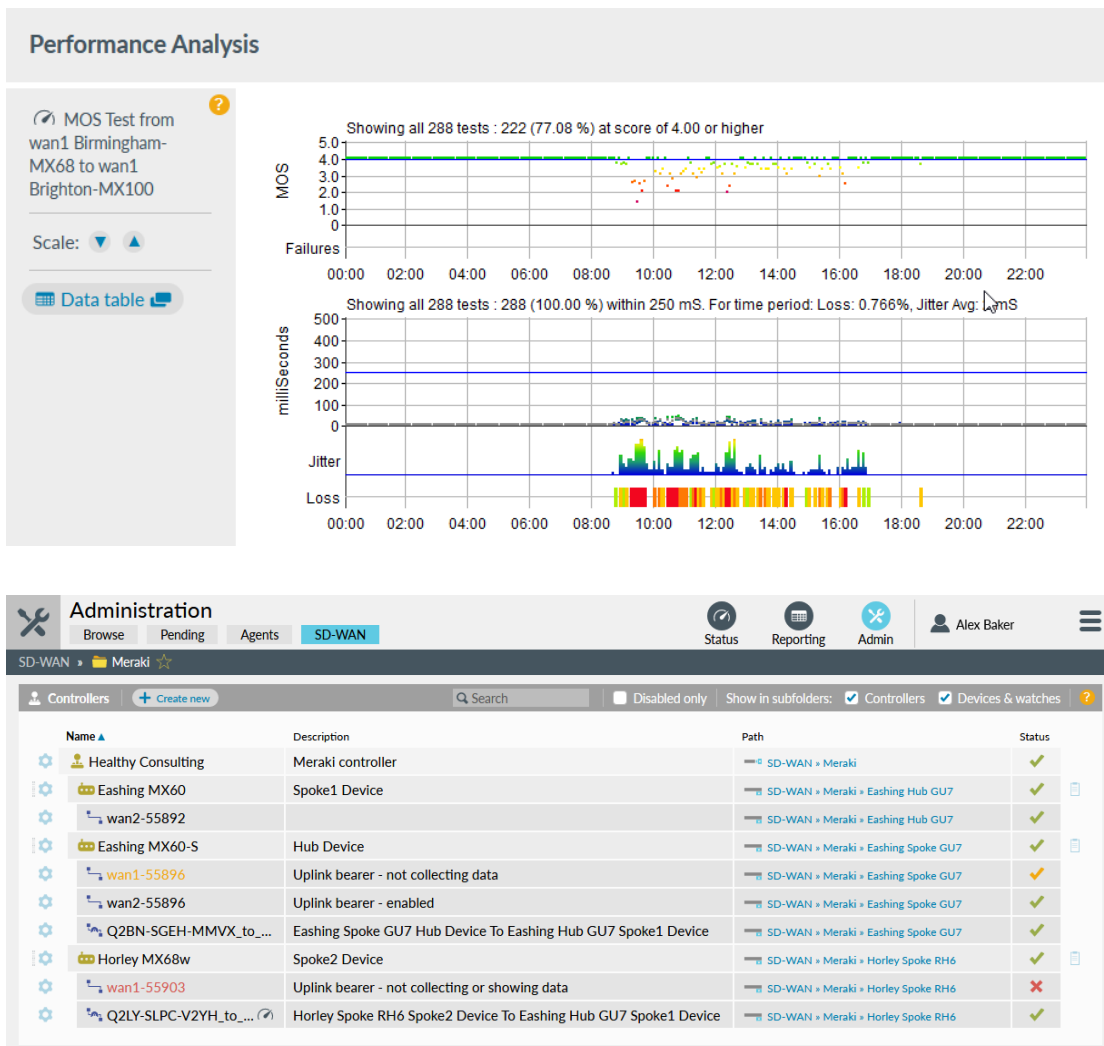 Performance Analysis
MOS Test from
wan1 Birmingham-
MX68 to wan1
Brighton-MX100
Scale:
Data table
Showing all 288 tests : 222 (77.08 %) at score of 4.00 or higher
MOS
5.0
4.0
3.0
2.0
1.0
0
Failures
00:00 02:00 04:00 06:00 08:00 10:00 12:00 14:00 16:00 18:00 20:00 22:00
Showing all 288 tests : 288 (100.00 %) within 250 mS. For time period: Loss: 0.766%, Jitter Avg: mS
milliSeconds
500
400
300
200
100
0
Jitter
Loss
00:00 02:00 04:00 06:00 08:00 10:00 12:00 14:00 16:00 18:00 20:00 22:00
Administration
Browse Pending Agents SD-WAN
Status Reporting Admin Alex Baker
SD-WAN » Meraki
Controllers + Create new Search Disabled only Show in subfolders: Controllers Devices & watches ?
Name Description Path Status
Healthy Consulting Meraki controller SD-WAN » Meraki
Eashing MX60 Spoke1 Device SD-WAN » Meraki » Eashing Hub GU7
wan2-55892 SD-WAN » Meraki » Eashing Hub GU7
Eashing MX60-S Hub Device SD-WAN » Meraki » Eashing Spoke GU7
wan1-55896 Uplink bearer - not collecting data SD-WAN » Meraki » Eashing Spoke GU7
wan2-55896 Uplink bearer - enabled SD-WAN » Meraki » Eashing Spoke GU7
Q2BN-SGEH-MMVX_to_... Eashing Spoke GU7 Hub Device To Eashing Hub GU7 Spoke1 Device SD-WAN » Meraki » Eashing Spoke GU7
Horley MX68w Spoke2 Device SD-WAN » Meraki » Horley Spoke RH6
wan1-55903 Uplink bearer - not collecting or showing data SD-WAN » Meraki » Horley Spoke RH6
Q2LY-SLPC-V2YH_to_... Horley Spoke RH6 Spoke2 Device To Eashing Hub GU7 Spoke1 Device SD-WAN » Meraki » Horley Spoke RH6